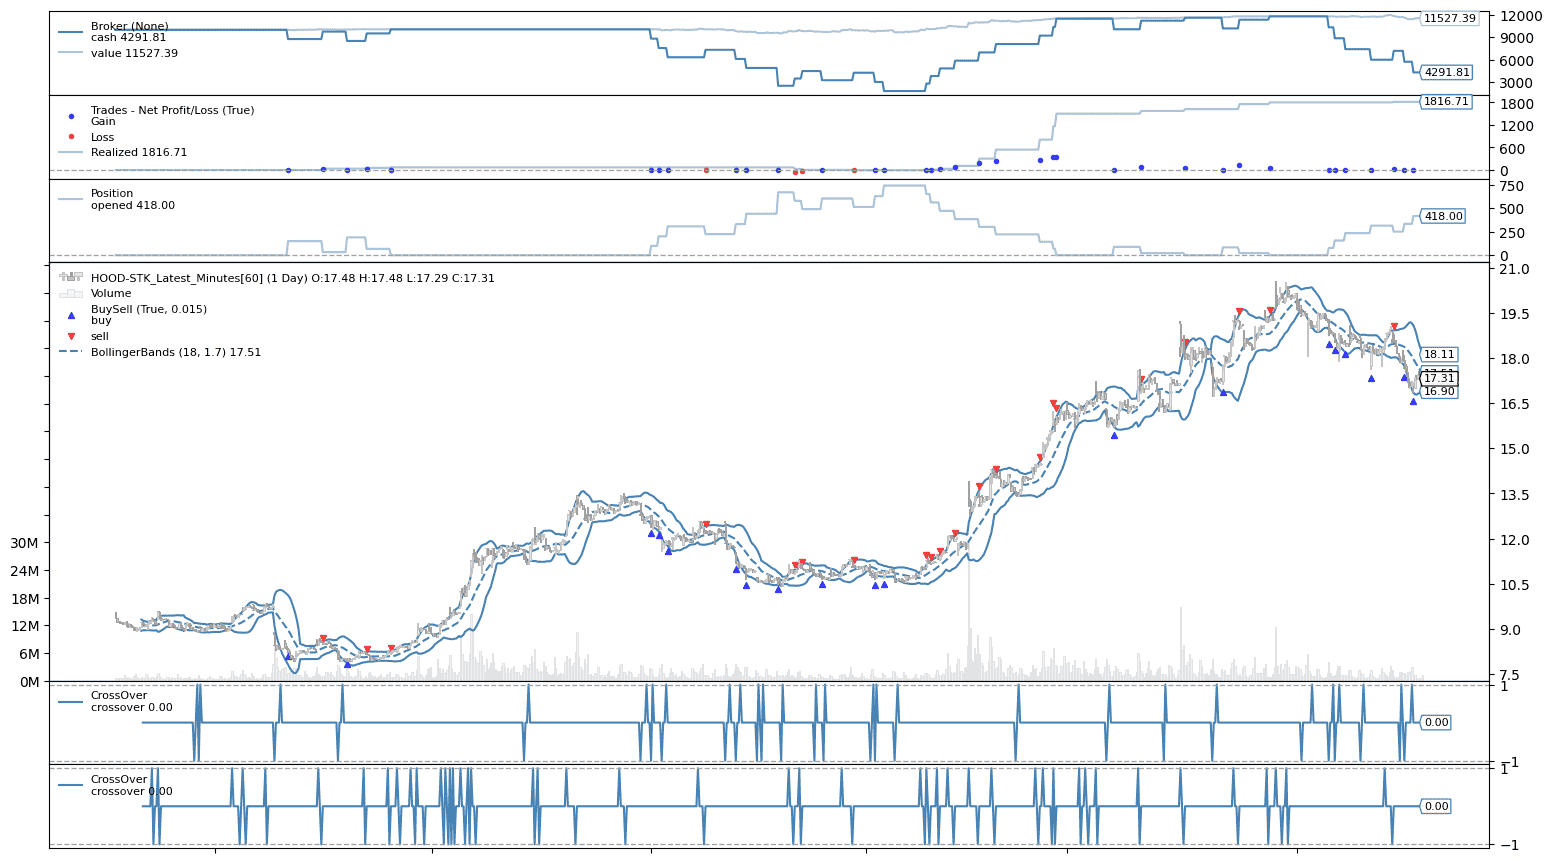 Broker (None)
cash 4291.81
value 11527.39
12000
11527.39
9000
6000
4291.81
3000
Trades - Net Profit/Loss (True)
Gain
Loss
Realized 1816.71
1800
1816.71
1200
600
0
Position
opened 418.00
750
500
418.00
250
0
HOOD-STK_Latest_Minutes[60] (1 Day) O:17.48 H:17.48 L:17.29 C:17.31
Volume
BuySell (True, 0.015)
buy
sell
BollingerBands (18, 1.7) 17.51
21.0
19.5
18.0
18.11
17.31
16.90
16.5
15.0
13.5
12.0
10.5
9.0
7.5
30M
24M
18M
12M
6M
0M
CrossOver
crossover 0.00
1
0.00
−1
CrossOver
crossover 0.00
1
0.00
−1